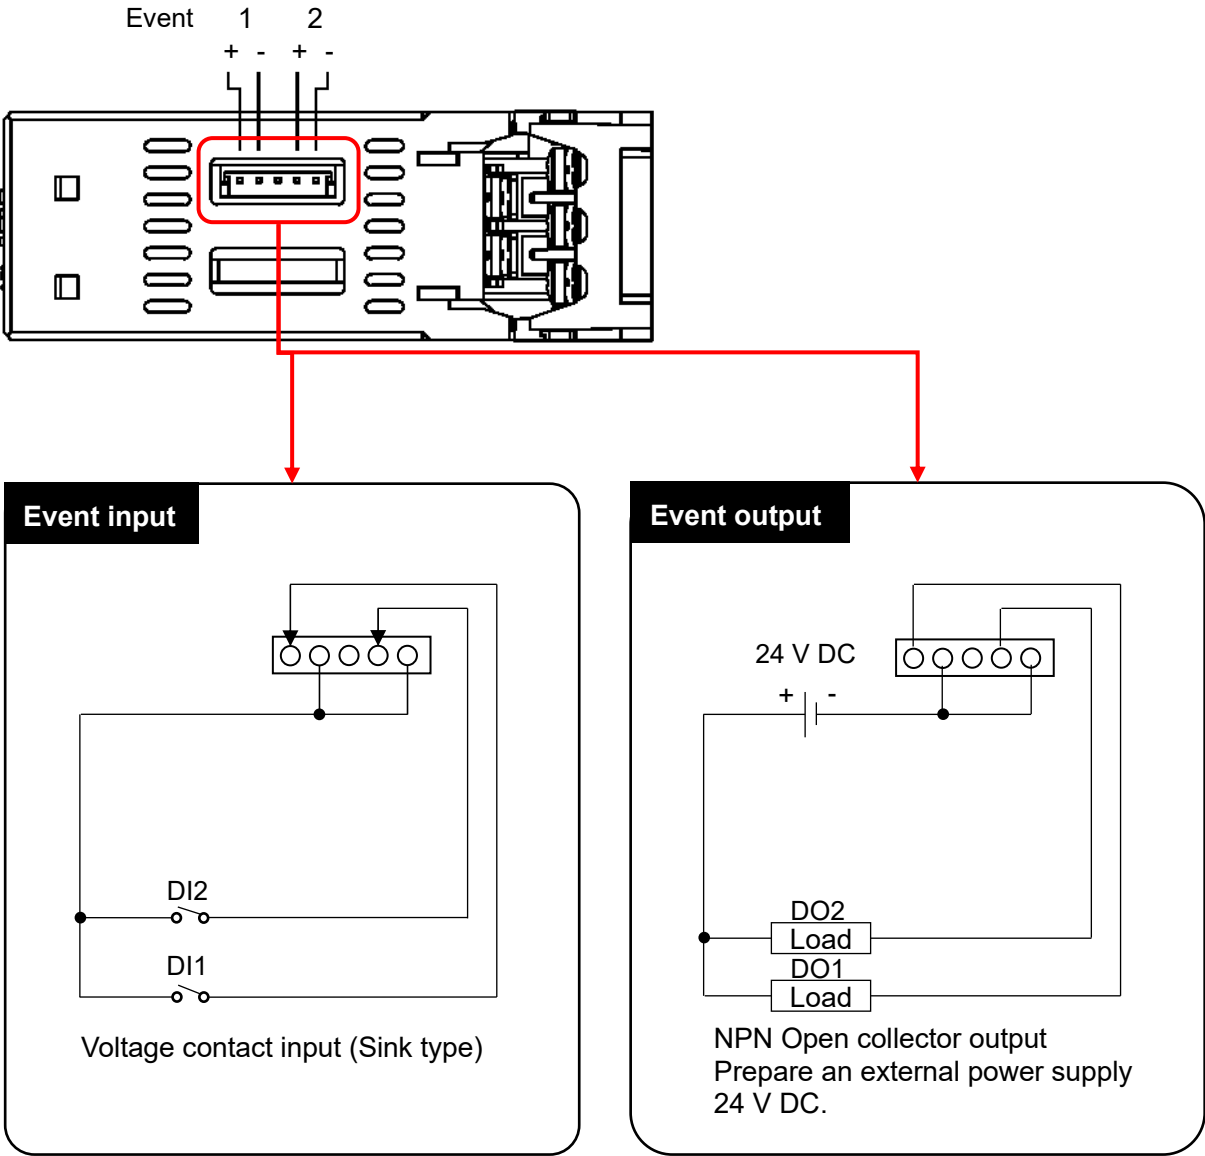 Event 1 2
+ - + -
Event input
DI2
DI1
Voltage contact input (Sink type)
Event output
24 V DC
+ -
DO2
Load
DO1
Load
NPN Open collector output
Prepare an external power supply
24 V DC.